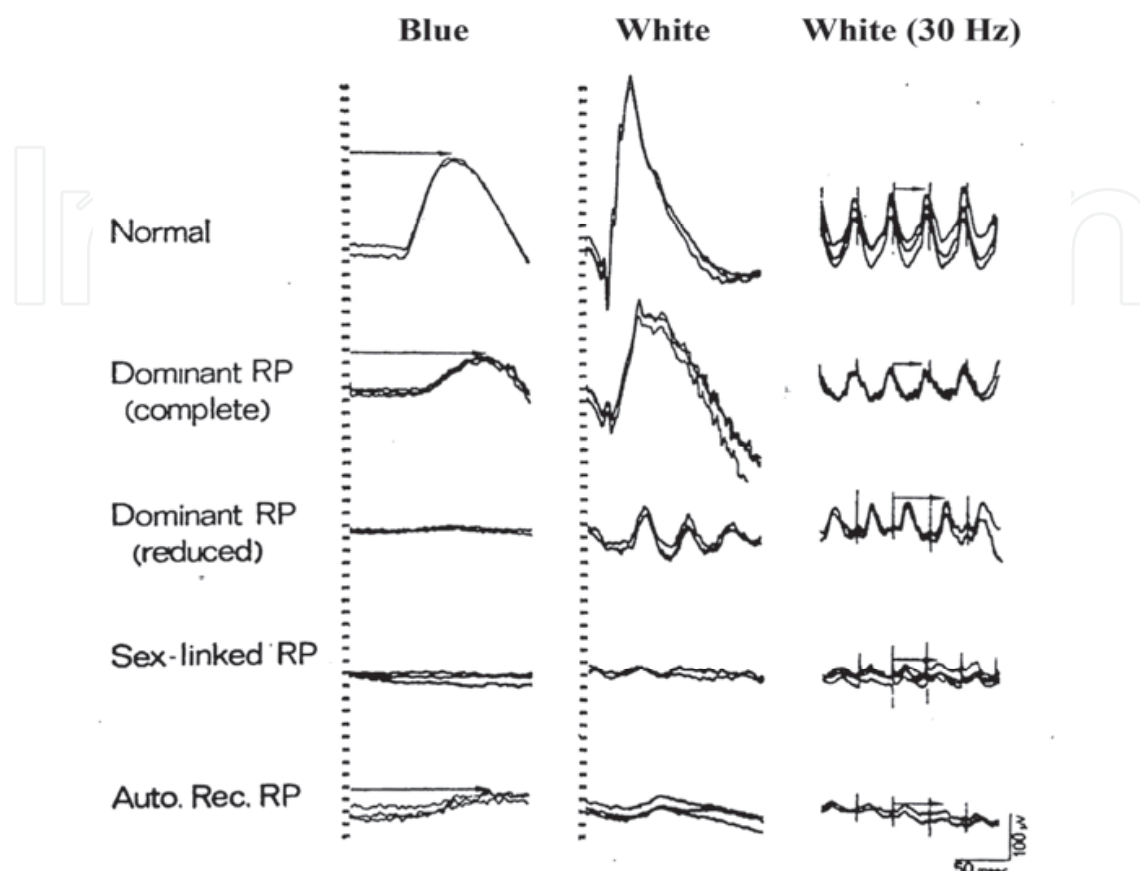 Blue White White (30 Hz)
Normal
Dominant RP
(complete)
Dominant RP
(reduced)
Sex-linked RP
Auto. Rec. RP
100 µV
50